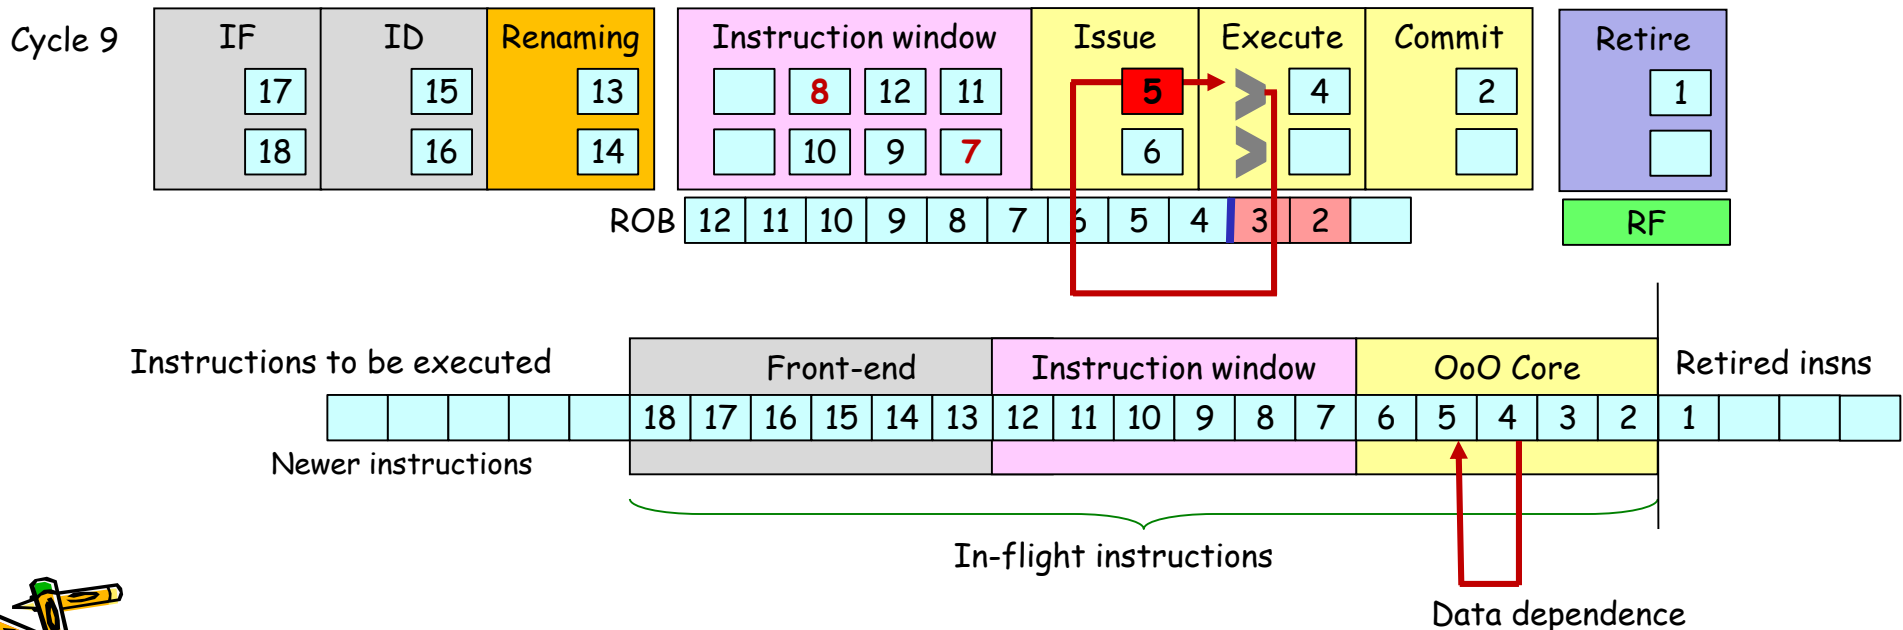 Cycle 9
IF ID Renaming Instruction window Issue Execute Commit Retire
17 15 13 8 12 11 5 4 2 1
18 16 14 10 9 7 6
ROB 12 11 10 9 8 7 6 5 4 3 2 RF
Instructions to be executed Front-end Instruction window OoO Core Retired insns
18 17 16 15 14 13 12 11 10 9 8 7 6 5 4 3 2 1
Newer instructions
In-flight instructions
Data dependence